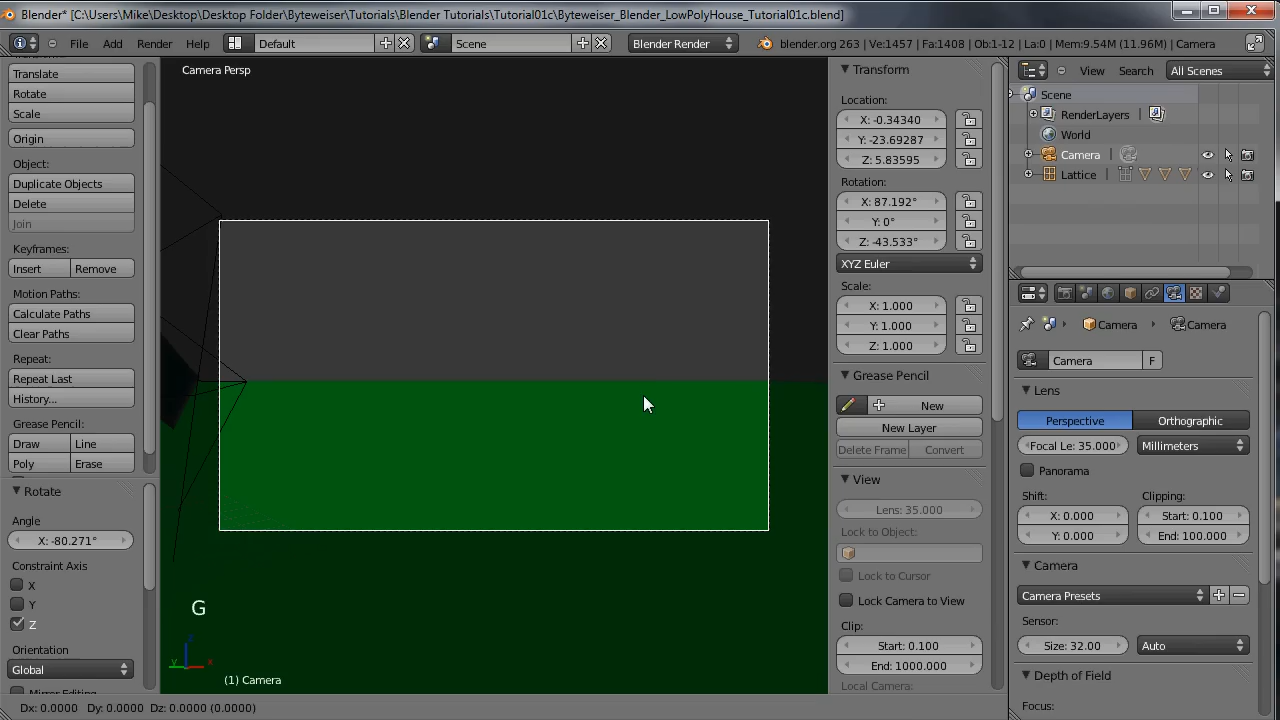 Blender* [C:\Users\Mike\Desktop\Desktop Folder\Byteweiser\Tutorials\Blender Tutorials\Tutorial01c\Byteweiser_Blender_LowPolyHouse_Tutorial01c.blend]
File Add Render Help Default Scene Blender Render blender.org 263 | Ve:1457 | Fa:1408 | Ob:1-12 | La:0 | Mem:9.54M (11.96M) | Camera
Translate
Rotate
Scale
Origin
Object:
Duplicate Objects
Delete
Join
Keyframes:
Insert Remove
Motion Paths:
Calculate Paths
Clear Paths
Repeat:
Repeat Last
History...
Grease Pencil:
Draw Line
Poly Erase
Rotate
Angle
X: -80.271°
Constraint Axis
X
Y
Z
Orientation
Global
Mirror Editing
Camera Persp
G
y x
(1) Camera
Dx: 0.0000 Dy: 0.0000 Dz: 0.0000 (0.0000)
Transform
Location:
X: -0.34340
Y: -23.69287
Z: 5.83595
Rotation:
X: 87.192°
Y: 0°
Z: -43.533°
XYZ Euler
Scale:
X: 1.000
Y: 1.000
Z: 1.000
Grease Pencil
New
New Layer
Delete Frame Convert
View
Lens: 35.000
Lock to Object:
Lock to Cursor
Lock Camera to View
Clip:
Start: 0.100
End: 1000.000
Local Camera:
View Search All Scenes
Scene
RenderLayers
World
Camera
Lattice
Camera Camera
Camera F
Lens
Perspective Orthographic
Focal Le: 35.000 Millimeters
Panorama
Shift: Clipping:
X: 0.000 Start: 0.100
Y: 0.000 End: 100.000
Camera
Camera Presets
Sensor:
Size: 32.00 Auto
Depth of Field
Focus: